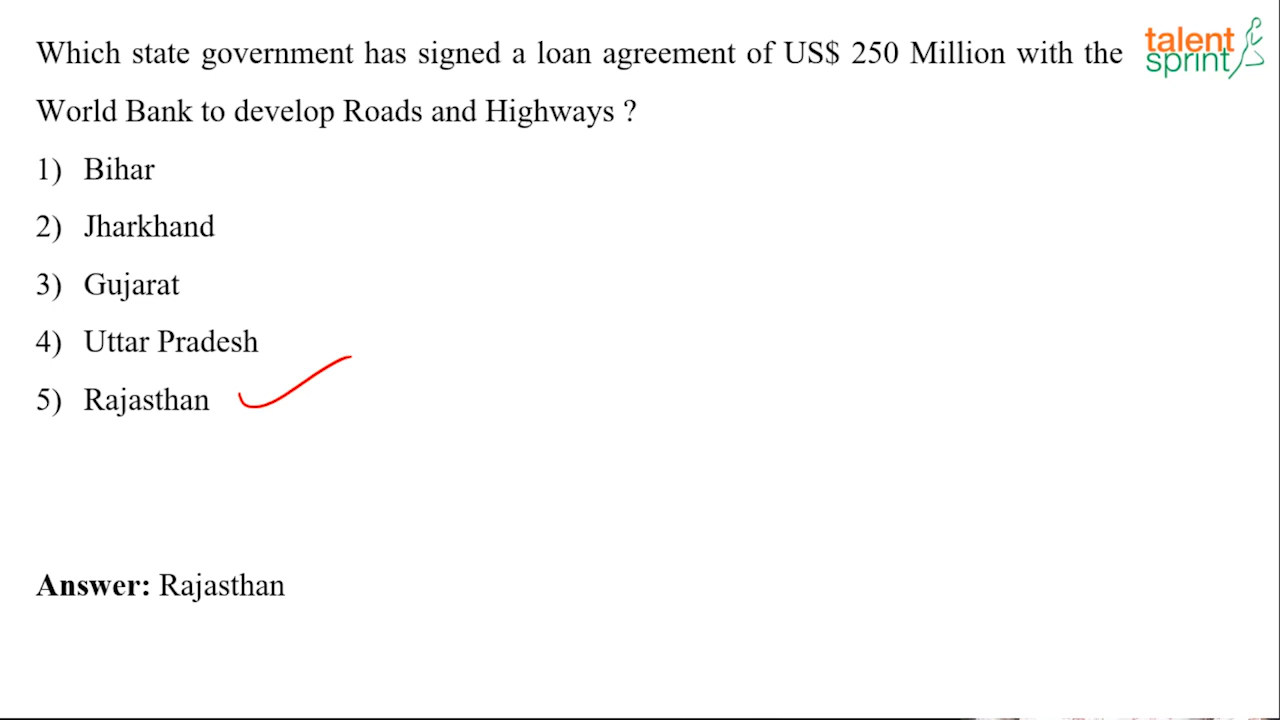 Which state government has signed a loan agreement of US$ 250 Million with the
World Bank to develop Roads and Highways ?
1) Bihar
2) Jharkhand
3) Gujarat
4) Uttar Pradesh
5) Rajasthan
Answer: Rajasthan
talent
sprint